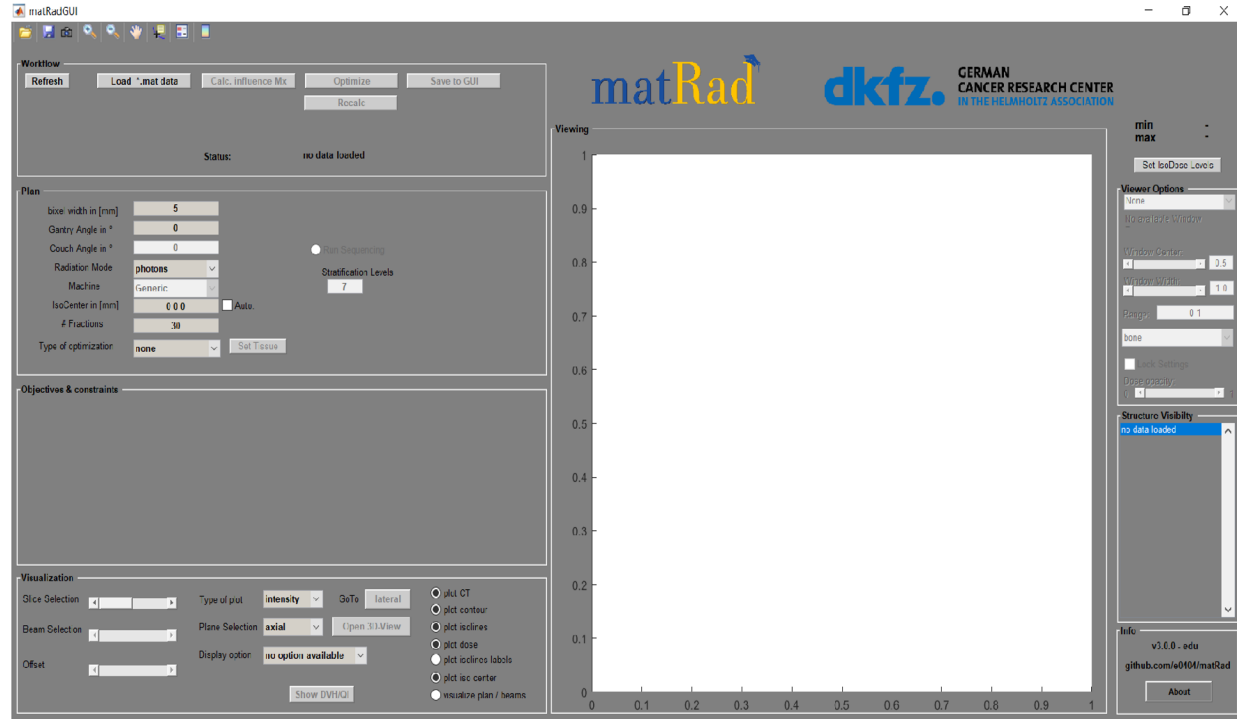 matRadGUI
Workflow
Refresh
Load *.mat data
Calc. influence Mx
Optimize
Save to GUI
Recalc
Status:
no data loaded
Plan
bixel width in [mm]
5
Gantry Angle in °
0
Couch Angle in °
0
Radiation Mode
photons
Machine
Generic
IsoCenter in [mm]
0 0 0
Auto.
# Fractions
30
Type of optimization
none
Set Tissue
Run Sequencing
Stratification Levels
7
Objectives & constraints
Visualization
Slice Selection
Beam Selection
Offset
Type of plot
intensity
GoTo
lateral
Plane Selection
axial
Open 3D-View
Display option
no option available
Show DVH/QI
plot CT
plot contour
plot isolines
plot dose
plot isolines labels
plot iso center
visualize plan / beams
matRad
dkfz.
GERMAN
CANCER RESEARCH CENTER
IN THE HELMHOLTZ ASSOCIATION
Viewing
1
0.9
0.8
0.7
0.6
0.5
0.4
0.3
0.2
0.1
0
0 0.1 0.2 0.3 0.4 0.5 0.6 0.7 0.8 0.9 1
min -
max -
Set IsoDose Levels
Viewer Options
None
No available Window
Window Center:
0.5
Window Width:
1.0
Range:
0 1
bone
Lock Settings
Dose opacity:
0 1
Structure Visibilty
no data loaded
Info
v3.0.0 - edu
github.com/e0404/matRad
About